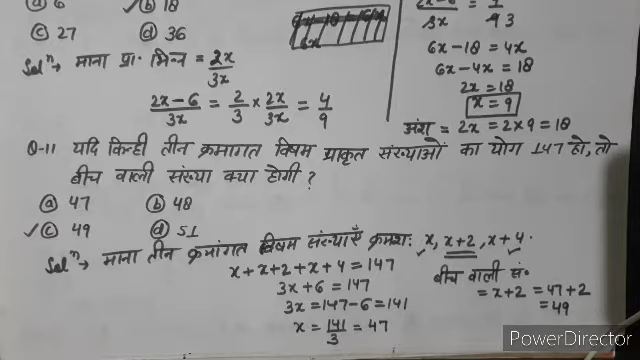 ⓐ 6 ✓ⓑ 18
ⓒ 27 ⓓ 36
Solⁿ→ माना प्रा. भिन्न = 2x/3x
(2x-6)/3x = 2/3 × 2x/3x = 4/9
6x-18 = 4x
6x-4x = 18
2x = 18
x = 9
अंश = 2x = 2x9 = 18
Q-11 यदि किन्ही तीन क्रमागत विषम प्राकृत संख्याओं का योग 147 हो, तो
बीच वाली संख्या क्या होगी ?
ⓐ 47 ⓑ 48
✓ⓒ 49 ⓓ 51
Solⁿ→ माना तीन क्रमांगत विषम संख्याएँ क्रमशः x, x+2, x+4.
x+x+2+x+4 = 147
3x+6 = 147
3x = 147-6 = 141
x = 141/3 = 47
बीच वाली सं.
= x+2 = 47+2
= 49
PowerDirector